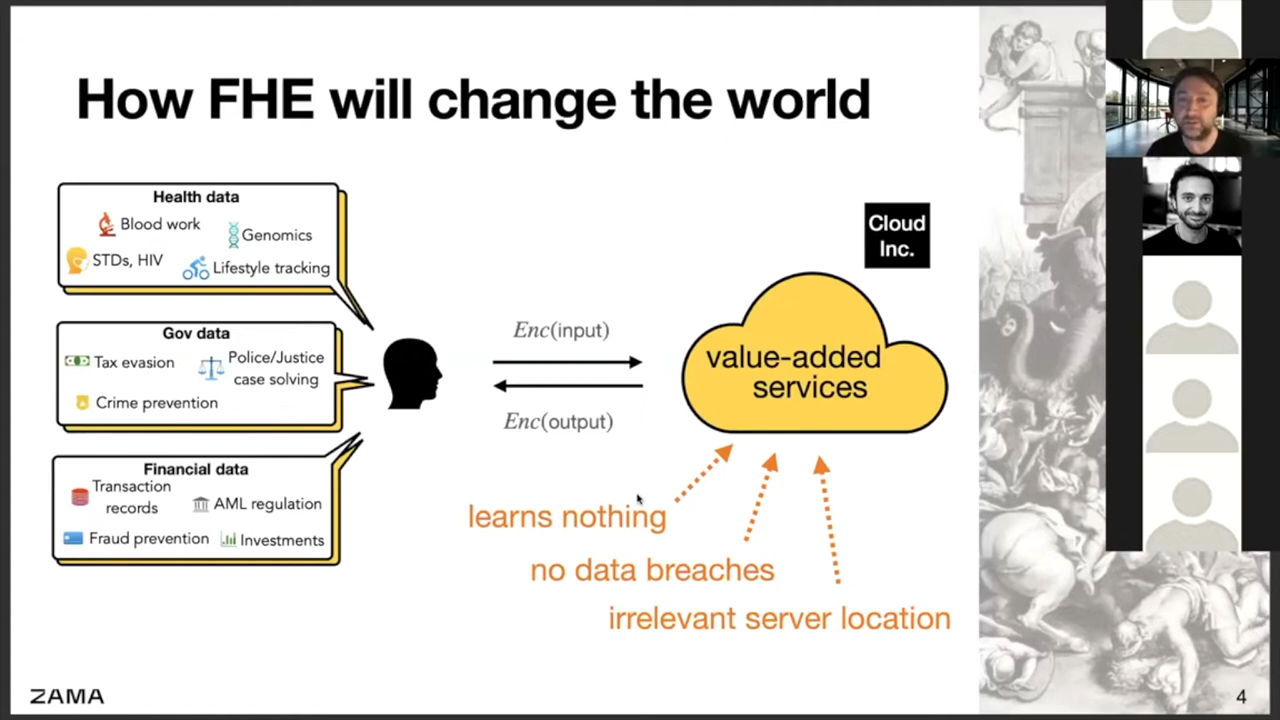 How FHE will change the world
Health data
Blood work
Genomics
STDs, HIV
Lifestyle tracking
Gov data
Tax evasion
Police/Justice
case solving
Crime prevention
Financial data
Transaction
records
AML regulation
Fraud prevention
Investments
Enc(input)
Enc(output)
Cloud
Inc.
value-added
services
learns nothing
no data breaches
irrelevant server location
ZAMA
4